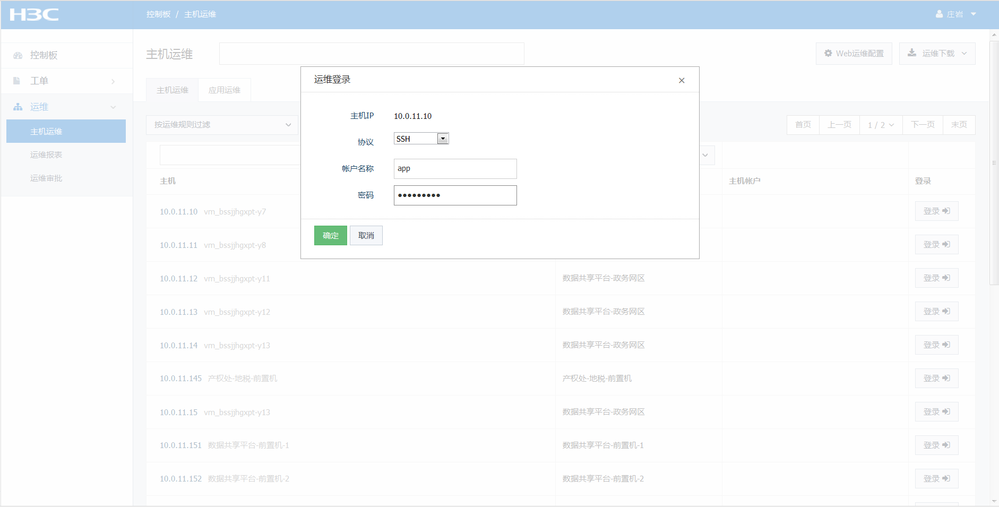 H3C
控制板 / 主机运维
庄岩
控制板
工单
运维
主机运维
运维报表
运维审批
主机运维
Web运维配置
运维下载
主机运维
应用运维
按运维规则过滤
首页
上一页
1 / 2
下一页
末页
运维登录
×
主机IP 10.0.11.10
协议 SSH
帐户名称 app
密码 ●●●●●●●●●
确定 取消
主机 主机帐户 登录
10.0.11.10 vm_bssjjhgxpt-y7 登录
10.0.11.11 vm_bssjjhgxpt-y8 登录
10.0.11.12 vm_bssjjhgxpt-y11 数据共享平台-政务网区 登录
10.0.11.13 vm_bssjjhgxpt-y12 数据共享平台-政务网区 登录
10.0.11.14 vm_bssjjhgxpt-y13 数据共享平台-政务网区 登录
10.0.11.145 产权处-地税-前置机 产权处-地税-前置机 登录
10.0.11.15 vm_bssjjhgxpt-y13 数据共享平台-政务网区 登录
10.0.11.151 数据共享平台-前置机-1 数据共享平台-前置机-1 登录
10.0.11.152 数据共享平台-前置机-2 数据共享平台-前置机-2 登录